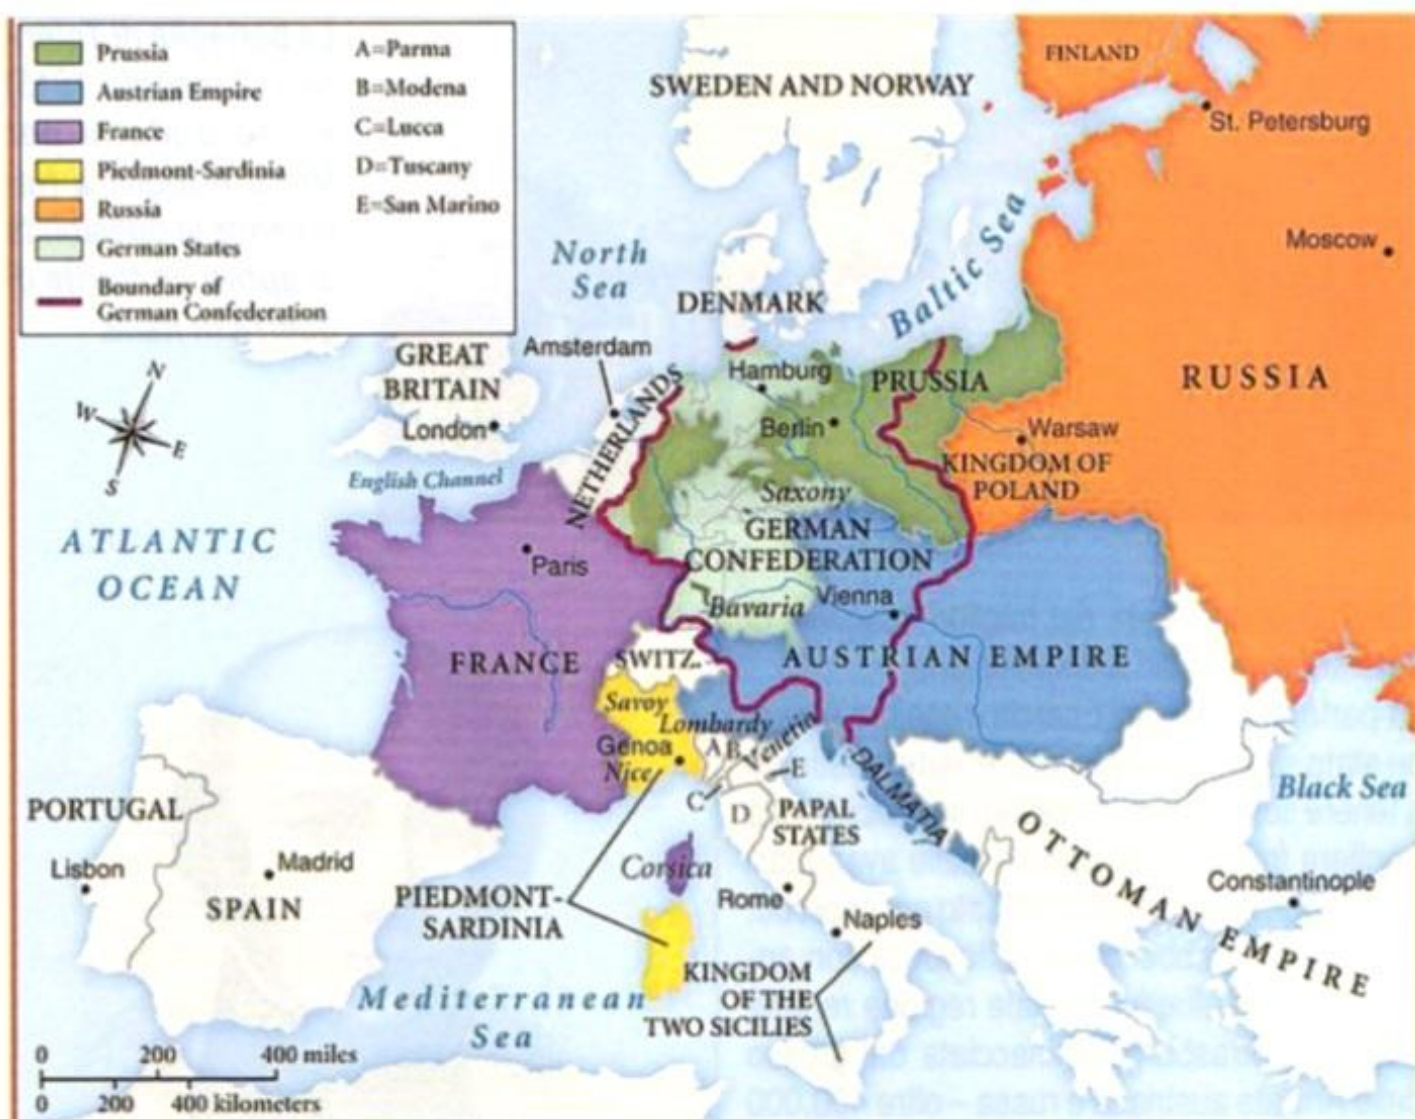 Prussia
Austrian Empire
France
Piedmont-Sardinia
Russia
German States
Boundary of
German Confederation
A=Parma
B=Modena
C=Lucca
D=Tuscany
E=San Marino
FINLAND
SWEDEN AND NORWAY
St. Petersburg
Moscow
North
Sea
Baltic Sea
DENMARK
GREAT
BRITAIN
Amsterdam
London
NETHERLANDS
Hamburg
PRUSSIA
RUSSIA
Berlin
Warsaw
KINGDOM OF
POLAND
N
W
E
S
English Channel
Saxony
GERMAN
CONFEDERATION
ATLANTIC
OCEAN
Paris
Bavaria
Vienna
FRANCE
SWITZ.
AUSTRIAN EMPIRE
Savoy
Lombardy
Venetia
Genoa
Nice
A
B
C
D
E
DALMATIA
Black Sea
PAPAL
STATES
PORTUGAL
Lisbon
Madrid
SPAIN
Corsica
PIEDMONT-
SARDINIA
Rome
Naples
OTTOMAN EMPIRE
Constantinople
KINGDOM
OF THE
TWO SICILIES
Mediterranean
Sea
0 200 400 miles
0 200 400 kilometers